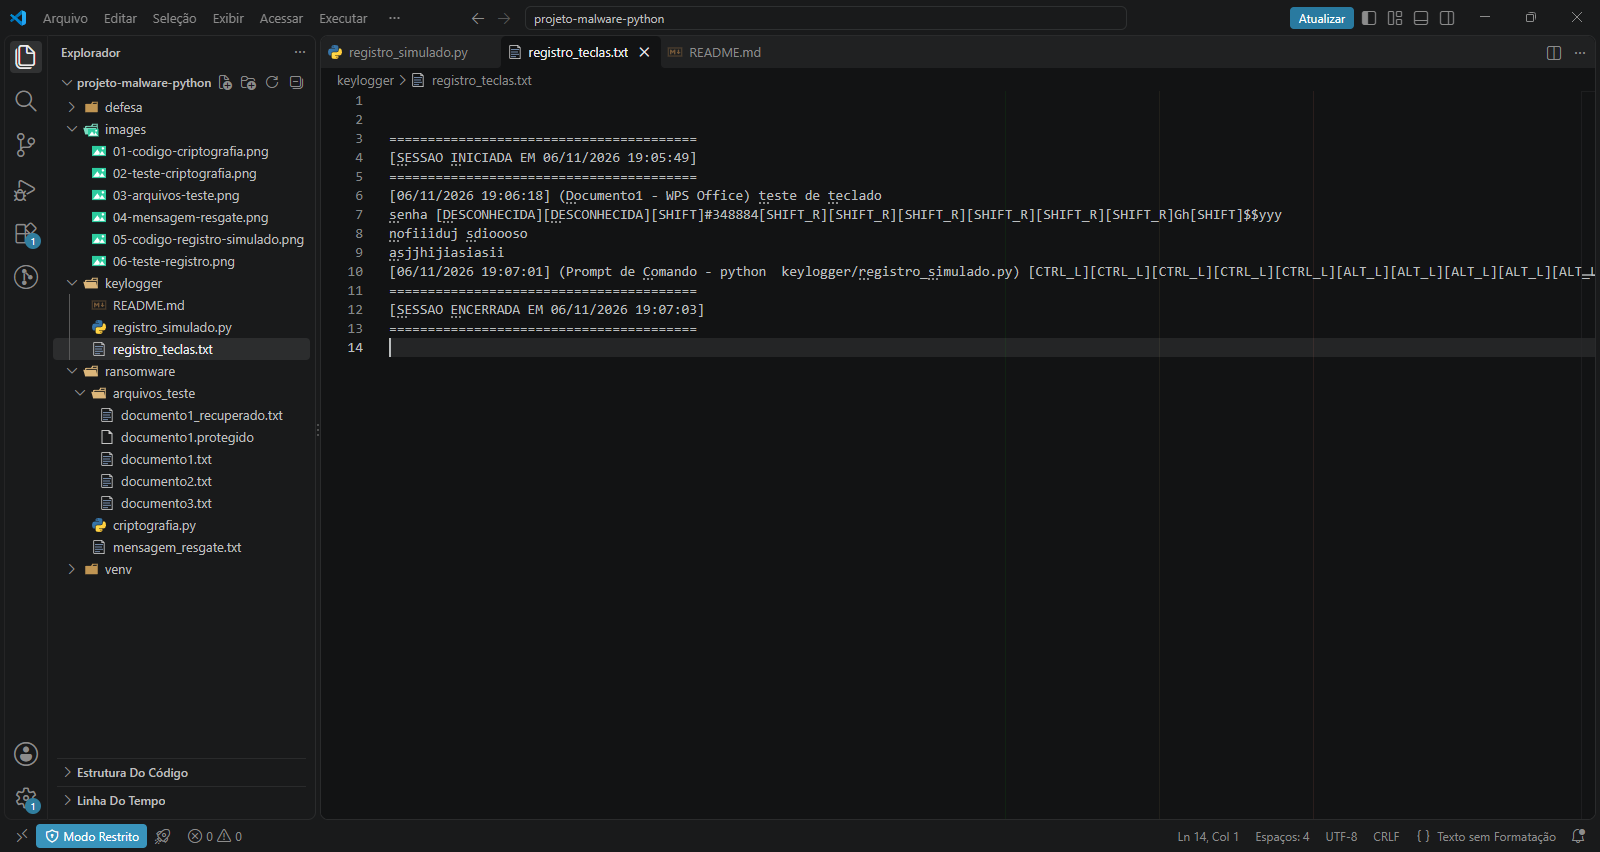 Arquivo Editar Seleção Exibir Acessar Executar ··· projeto-malware-python Atualizar
Explorador ···
registro_simulado.py registro_teclas.txt README.md ···
projeto-malware-python
keylogger > registro_teclas.txt
defesa
images
01-codigo-criptografia.png
02-teste-criptografia.png
03-arquivos-teste.png
04-mensagem-resgate.png
05-codigo-registro-simulado.png
06-teste-registro.png
keylogger
README.md
registro_simulado.py
registro_teclas.txt
ransomware
arquivos_teste
documento1_recuperado.txt
documento1.protegido
documento1.txt
documento2.txt
documento3.txt
criptografia.py
mensagem_resgate.txt
venv
1
1
2
3 ========================================
4 [SESSAO INICIADA EM 06/11/2026 19:05:49]
5 ========================================
6 [06/11/2026 19:06:18] (Documento1 - WPS Office) teste de teclado
7 senha [DESCONHECIDA][DESCONHECIDA][SHIFT]#348884[SHIFT_R][SHIFT_R][SHIFT_R][SHIFT_R][SHIFT_R][SHIFT_R]Gh[SHIFT]$$yyy
8 nofiiiduj sdioooso
9 asjjhijiasiasii
10 [06/11/2026 19:07:01] (Prompt de Comando - python  keylogger/registro_simulado.py) [CTRL_L][CTRL_L][CTRL_L][CTRL_L][CTRL_L][ALT_L][ALT_L][ALT_L][ALT_L][ALT_L
11 ========================================
12 [SESSAO ENCERRADA EM 06/11/2026 19:07:03]
13 ========================================
14
Estrutura Do Código
Linha Do Tempo
1
Modo Restrito 0 0 Ln 14, Col 1 Espaços: 4 UTF-8 CRLF {} Texto sem Formatação